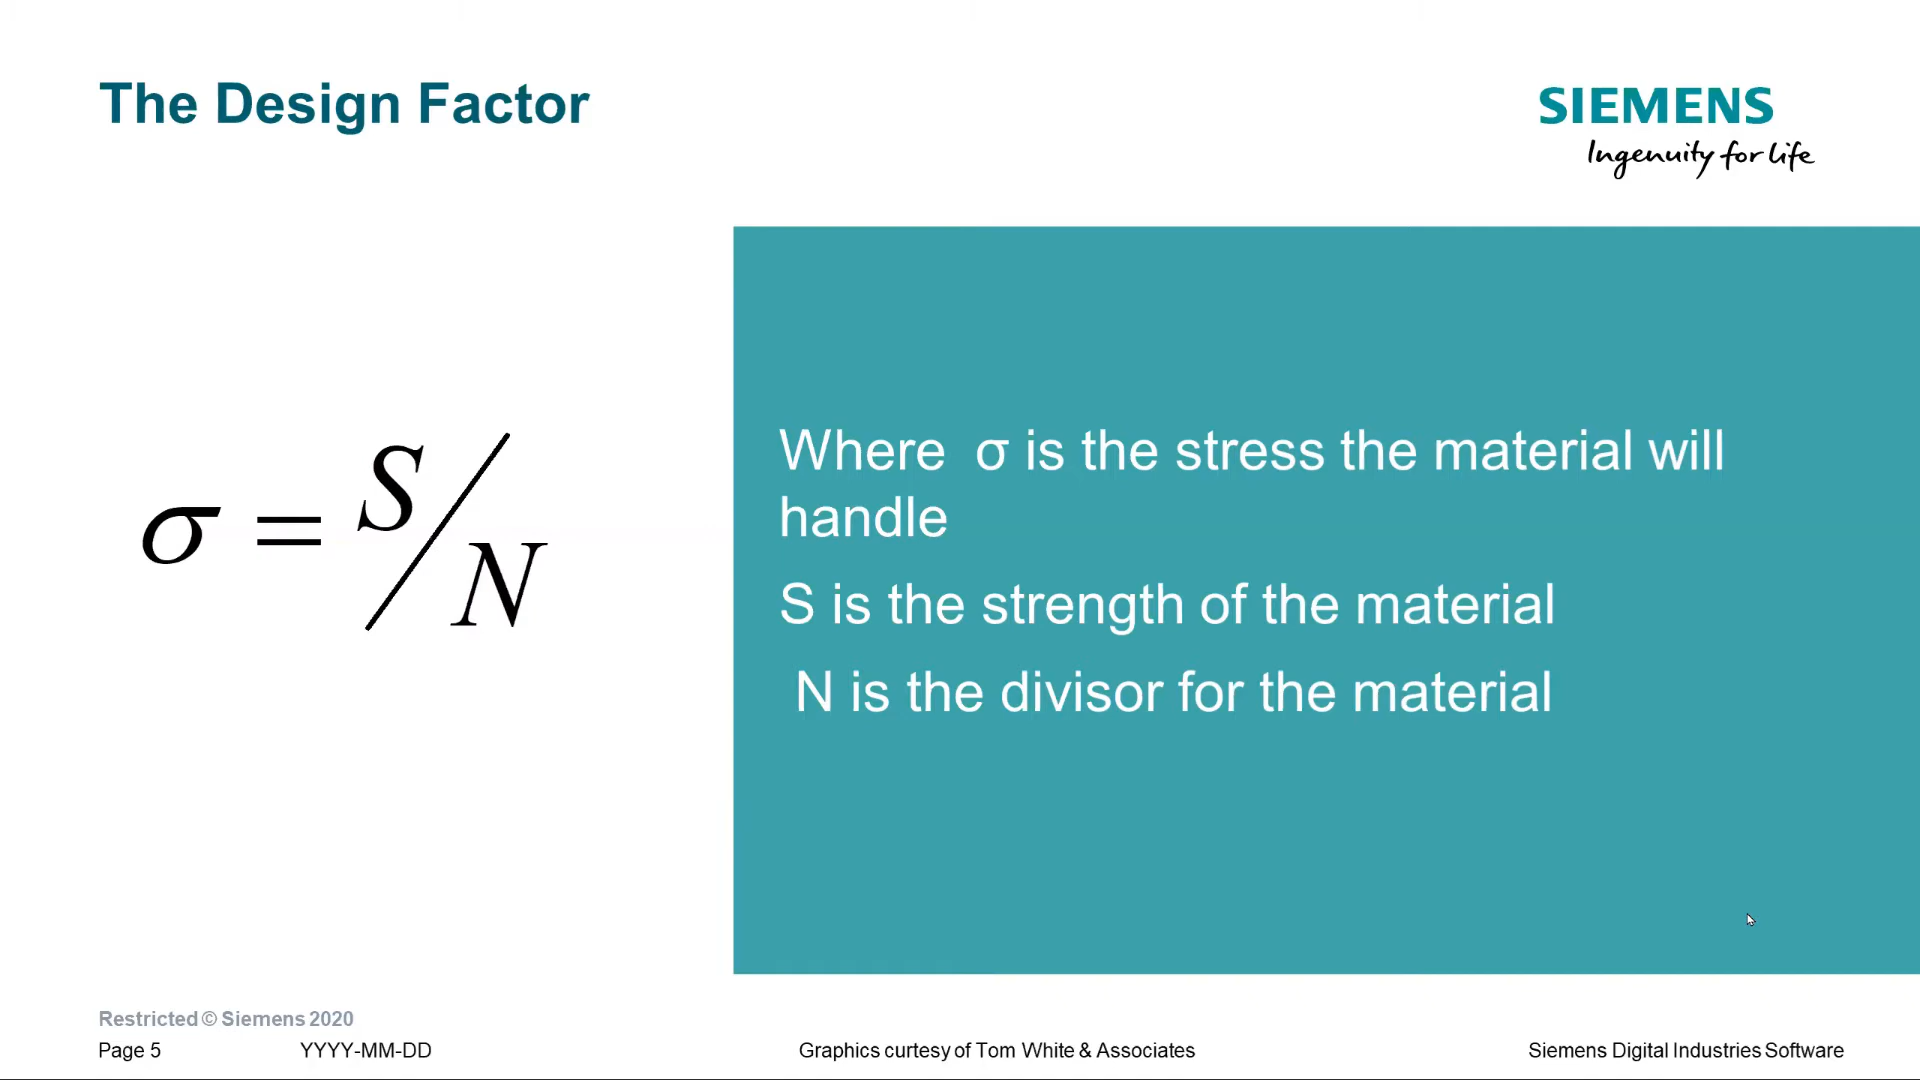 The Design Factor
SIEMENS
Ingenuity for life
σ = S/N
Where  σ is the stress the material will
handle
S is the strength of the material
N is the divisor for the material
Restricted © Siemens 2020
Page 5
YYYY-MM-DD
Graphics curtesy of Tom White & Associates
Siemens Digital Industries Software